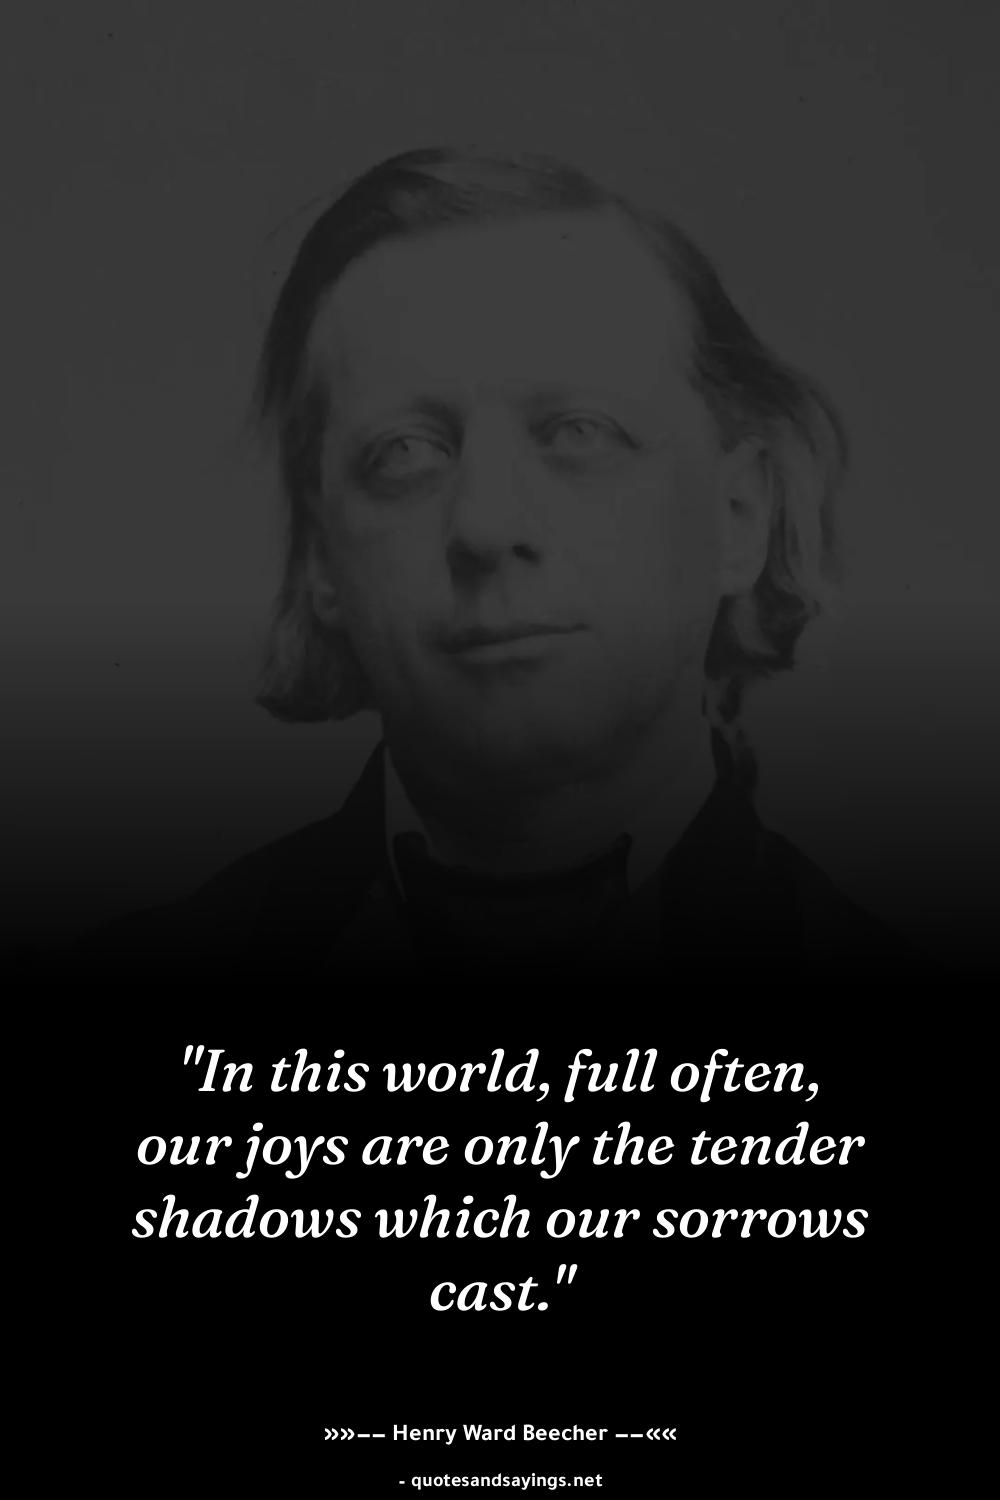 "In this world, full often,
our joys are only the tender
shadows which our sorrows
cast."
»»–– Henry Ward Beecher ––««
- quotesandsayings.net